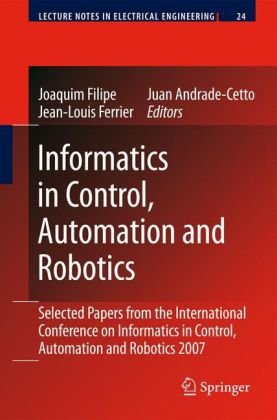 LECTURE NOTES IN ELECTRICAL ENGINEERING 24
Joaquim Filipe Juan Andrade-Cetto
Jean-Louis Ferrier Editors
Informatics
in Control,
Automation and
Robotics
Selected Papers from the International
Conference on Informatics in Control,
Automation and Robotics 2007
Springer